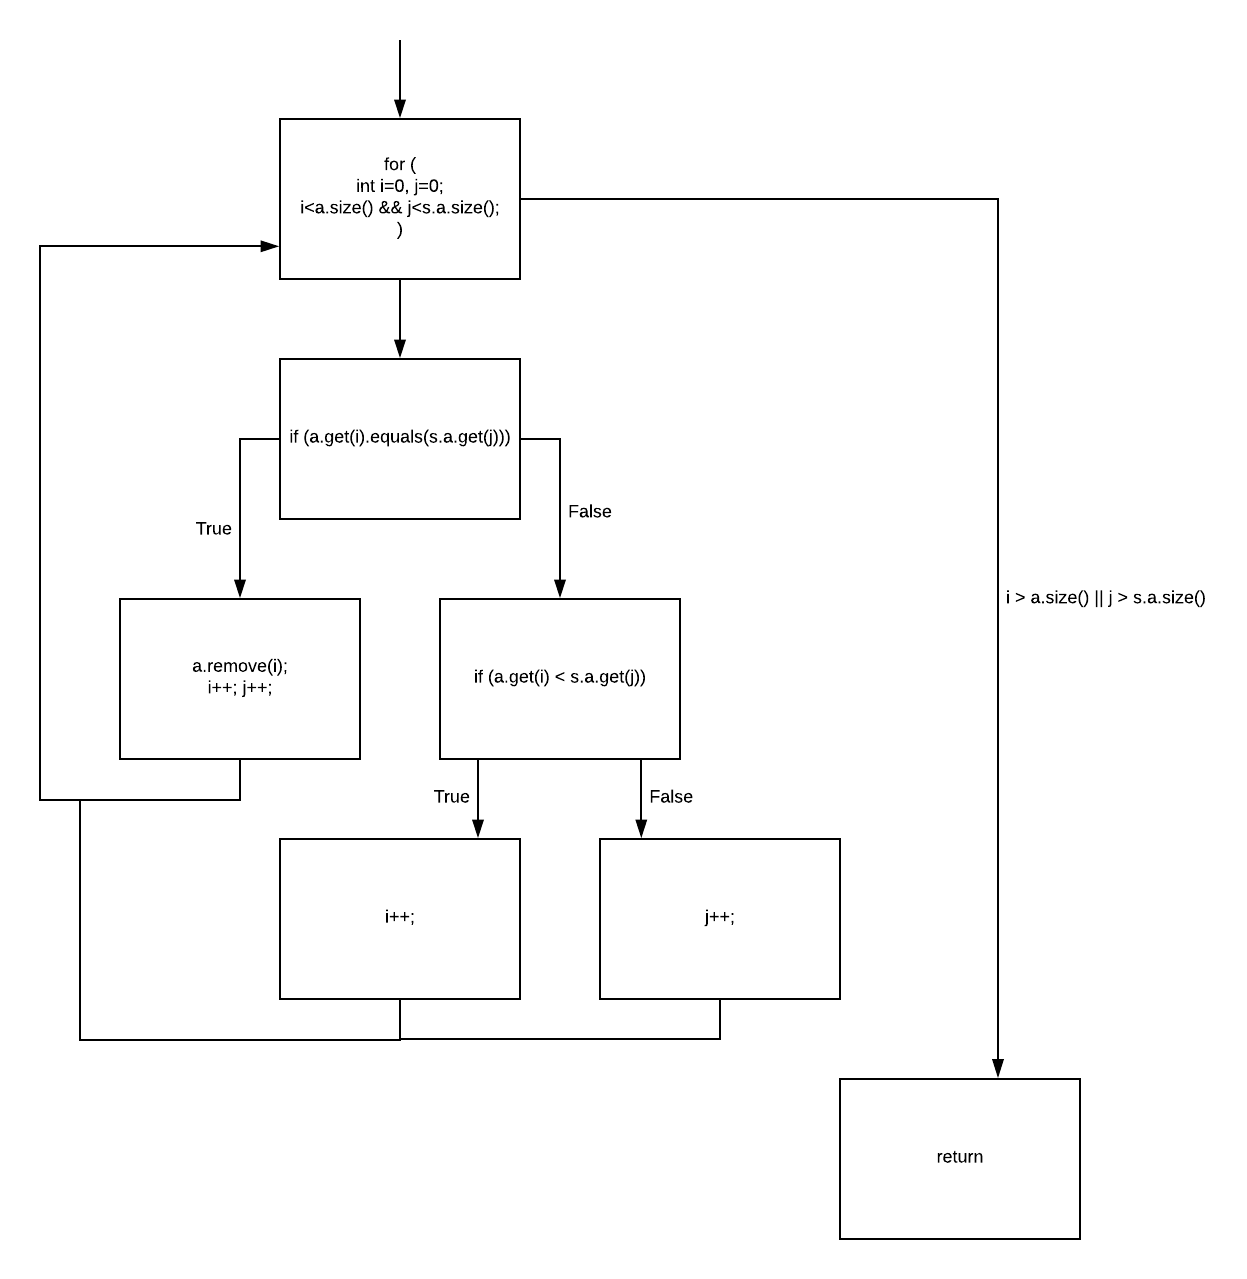 for (
int i=0, j=0;
i<a.size() && j<s.a.size();
)
if (a.get(i).equals(s.a.get(j)))
True
False
a.remove(i);
i++; j++;
if (a.get(i) < s.a.get(j))
i > a.size() || j > s.a.size()
True
False
i++;
j++;
return